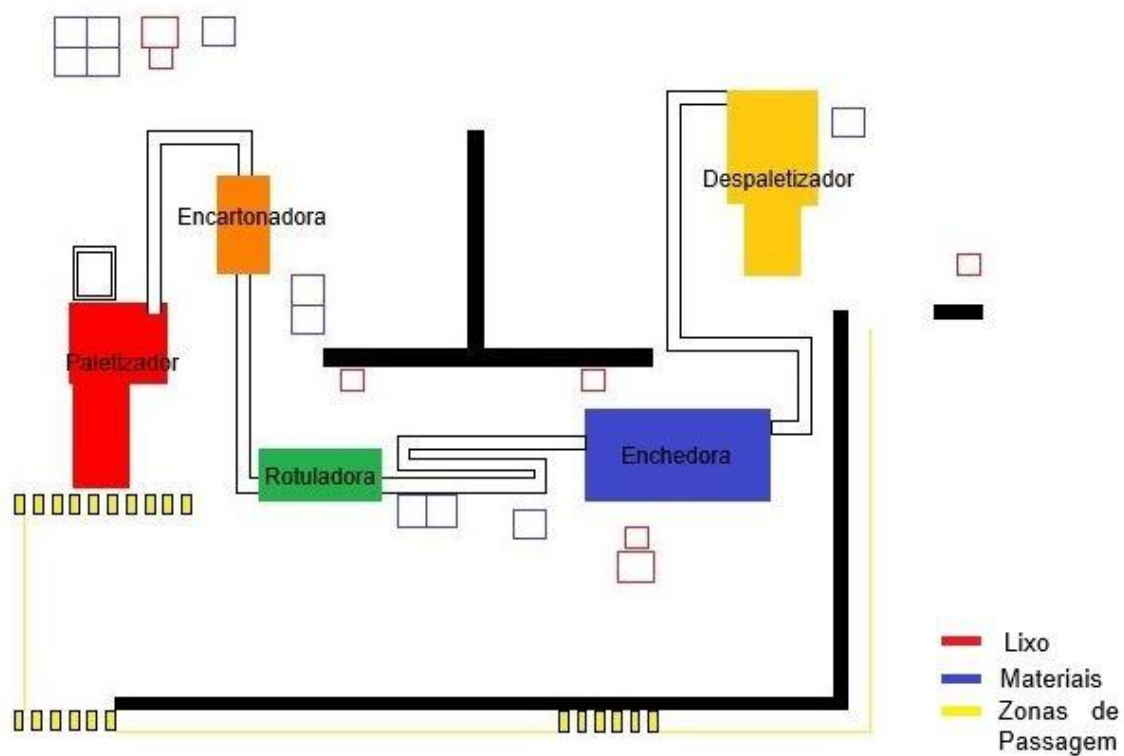 Despaletizador
Encartonadora
Paletizador
Enchedora
Rotuladora
Lixo
Materiais
Zonas de
Passagem